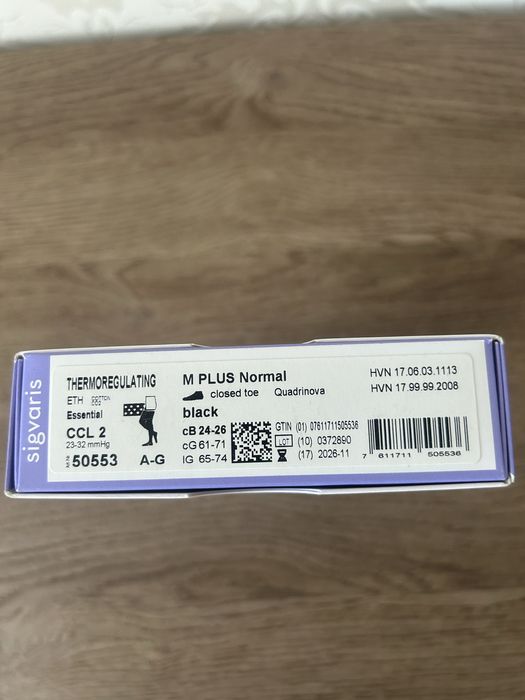 sigvaris
THERMOREGULATING
ETH
Essential
CCL 2
23-32 mmHg
50553 A-G
M PLUS Normal
closed toe Quadrinova
black
cB 24-26
cG 61-71
lG 65-74
GTIN (01) 07611711505536
LOT (10) 0372890
(17) 2026-11
HVN 17.06.03.1113
HVN 17.99.99.2008
7 611711 505536